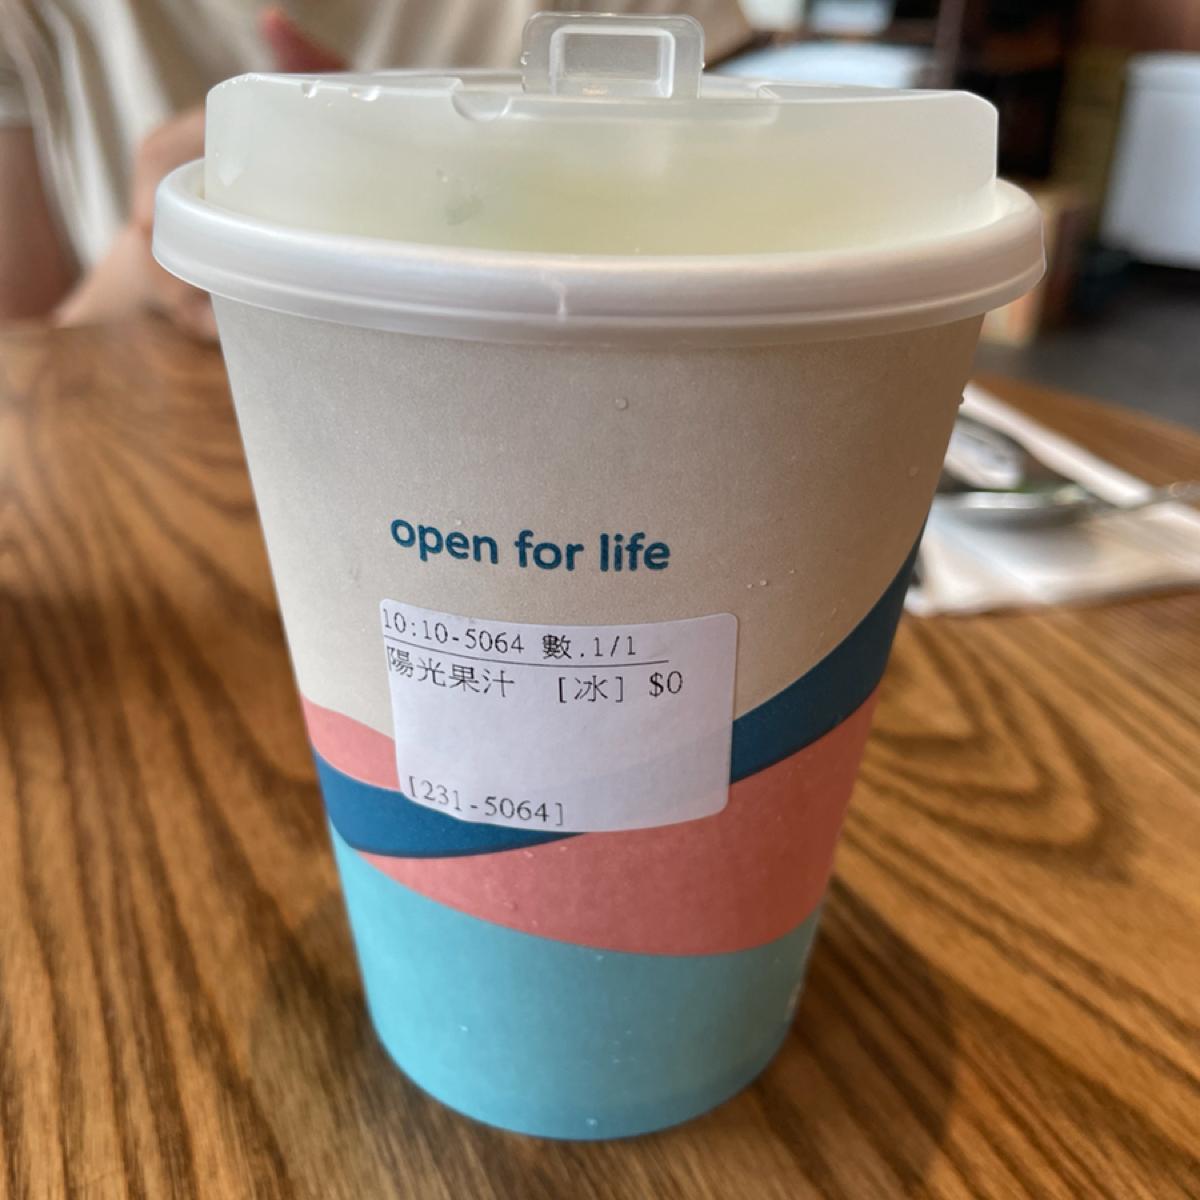 open for life
10:10-5064 數.1/1
陽光果汁 [冰] $0
[231-5064]